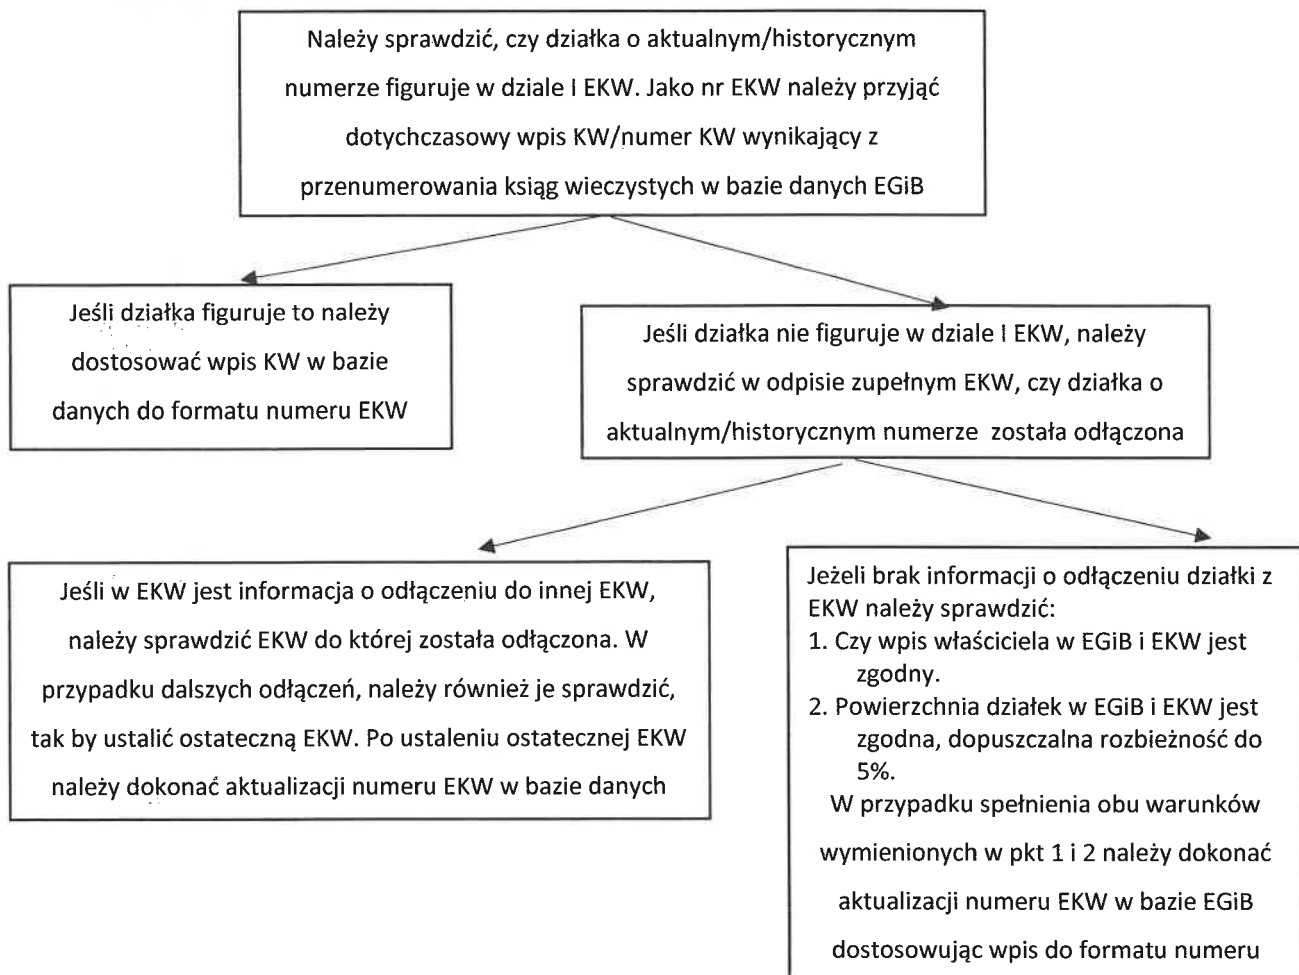 Należy sprawdzić, czy działka o aktualnym/historycznym
numerze figuruje w dziale I EKW. Jako nr EKW należy przyjąć
dotychczasowy wpis KW/numer KW wynikający z
przenumerowania ksiąg wieczystych w bazie danych EGiB
Jeśli działka figuruje to należy
dostosować wpis KW w bazie
danych do formatu numeru EKW
Jeśli działka nie figuruje w dziale I EKW, należy
sprawdzić w odpisie zupełnym EKW, czy działka o
aktualnym/historycznym numerze została odłączona
Jeśli w EKW jest informacja o odłączeniu do innej EKW,
należy sprawdzić EKW do której została odłączona. W
przypadku dalszych odłączeń, należy również je sprawdzić,
tak by ustalić ostateczną EKW. Po ustaleniu ostatecznej EKW
należy dokonać aktualizacji numeru EKW w bazie danych
Jeżeli brak informacji o odłączeniu działki z
EKW należy sprawdzić:
1. Czy wpis właściciela w EGiB i EKW jest
zgodny.
2. Powierzchnia działek w EGiB i EKW jest
zgodna, dopuszczalna rozbieżność do
5%.
W przypadku spełnienia obu warunków
wymienionych w pkt 1 i 2 należy dokonać
aktualizacji numeru EKW w bazie EGiB
dostosowując wpis do formatu numeru